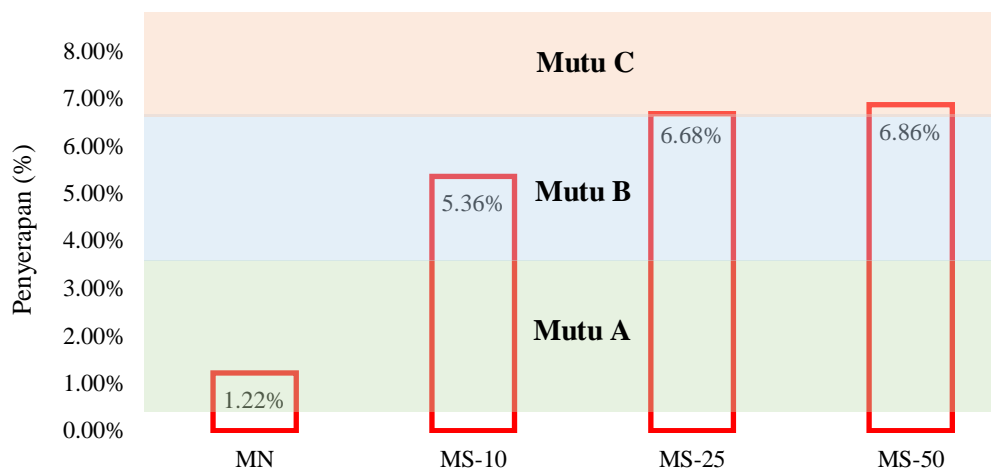 Penyerapan (%)
8.00%
7.00%
6.00%
5.00%
4.00%
3.00%
2.00%
1.00%
0.00%
Mutu C
Mutu B
Mutu A
1.22%
5.36%
6.68%
6.86%
MN
MS-10
MS-25
MS-50